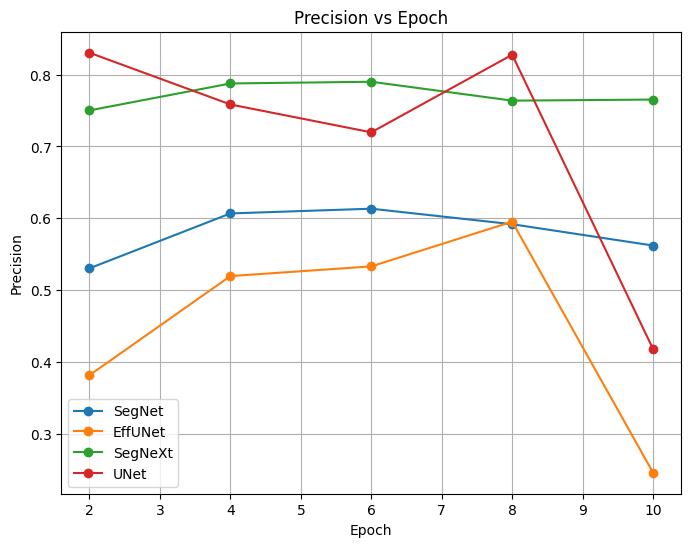 Precision vs Epoch
Precision
0.8
0.7
0.6
0.5
0.4
0.3
SegNet
EffUNet
SegNeXt
UNet
2 3 4 5 6 7 8 9 10
Epoch